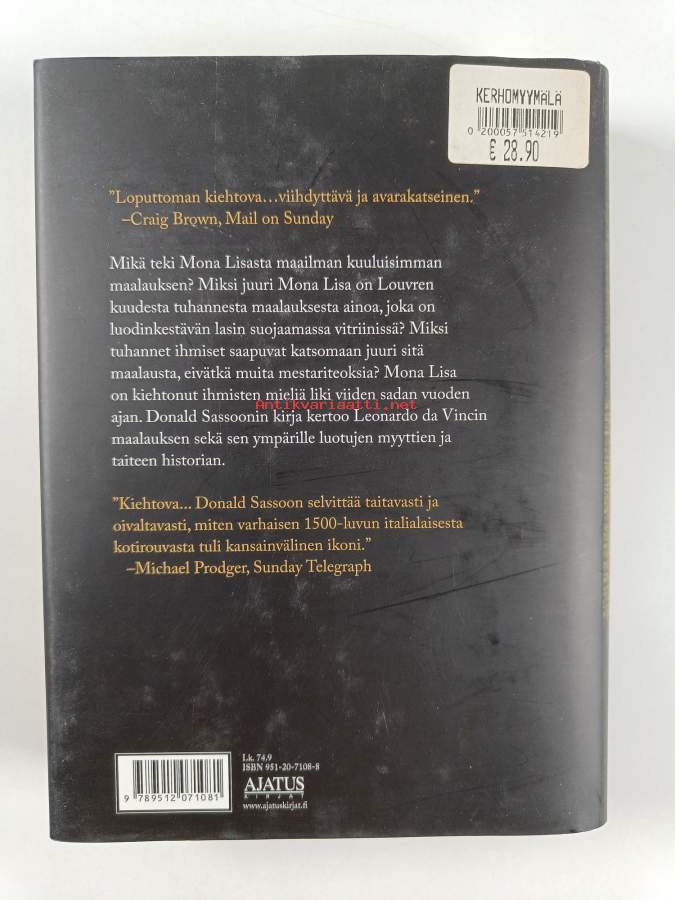 KERHOMYYMÄLÄ
0 200057 514219
€ 28.90
”Loputtoman kiehtova…viihdyttävä ja avarakatseinen.”
–Craig Brown, Mail on Sunday
Mikä teki Mona Lisasta maailman kuuluisimman
maalauksen? Miksi juuri Mona Lisa on Louvren
kuudesta tuhannesta maalauksesta ainoa, joka on
luodinkestävän lasin suojaamassa vitriinissä? Miksi
tuhannet ihmiset saapuvat katsomaan juuri sitä
maalausta, eivätkä muita mestariteoksia? Mona Lisa
on kiehtonut ihmisten mieliä liki viiden sadan vuoden
Antikvariaatti.net
ajan. Donald Sassoonin kirja kertoo Leonardo da Vincin
maalauksen sekä sen ympärille luotujen myyttien ja
taiteen historian.
”Kiehtova... Donald Sassoon selvittää taitavasti ja
oivaltavasti, miten varhaisen 1500-luvun italialaisesta
kotirouvasta tuli kansainvälinen ikoni.”
–Michael Prodger, Sunday Telegraph
Lk. 74,9
ISBN 951-20-7108-8
AJATUS
KIRJAT
www.ajatuskirjat.fi
9 789512 071081